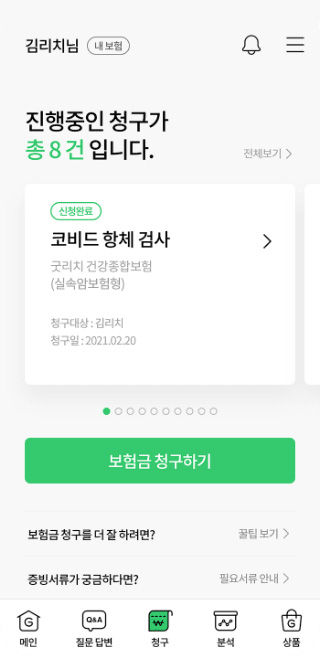 김리치님 내 보험
진행중인 청구가
총 8 건 입니다.
전체보기
신청완료
코비드 항체 검사
굿리치 건강종합보험
(실속암보험형)
청구대상 : 김리치
청구일 : 2021.02.20
보험금 청구하기
보험금 청구를 더 잘 하려면? 꿀팁 보기
증빙서류가 궁금하다면? 필요서류 안내
G Q&A ₩ G
메인 질문 답변 청구 분석 상품